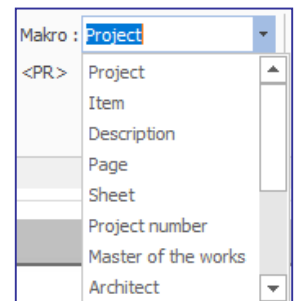 Makro : Project
<PR> Project
Item
Description
Page
Sheet
Project number
Master of the works
Architect